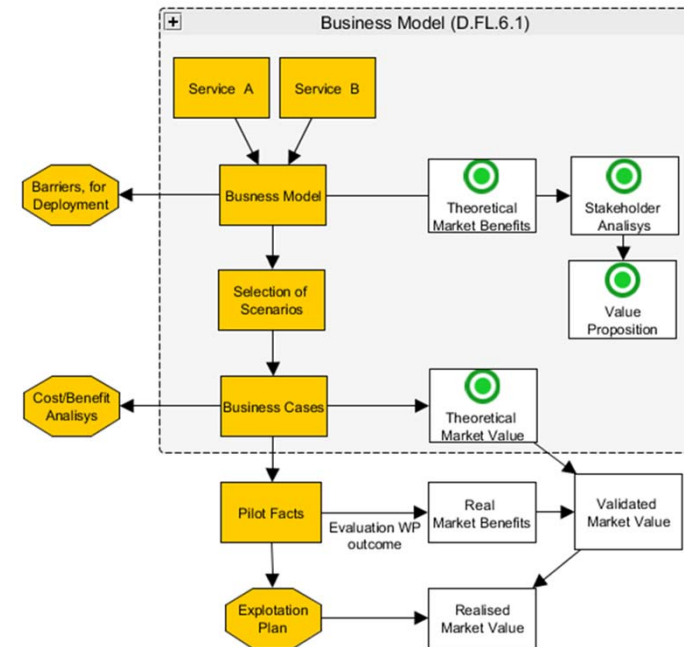 Business Model (D.FL.6.1)
Service A
Service B
Barriers, for
Deployment
Business Model
Theoretical
Market Benefits
Stakeholder
Analisys
Selection of
Scenarios
Value
Proposition
Cost/Benefit
Analisys
Business Cases
Theoretical
Market Value
Pilot Facts
Evaluation WP
outcome
Real
Market Benefits
Validated
Market Value
Explotation
Plan
Realised
Market Value